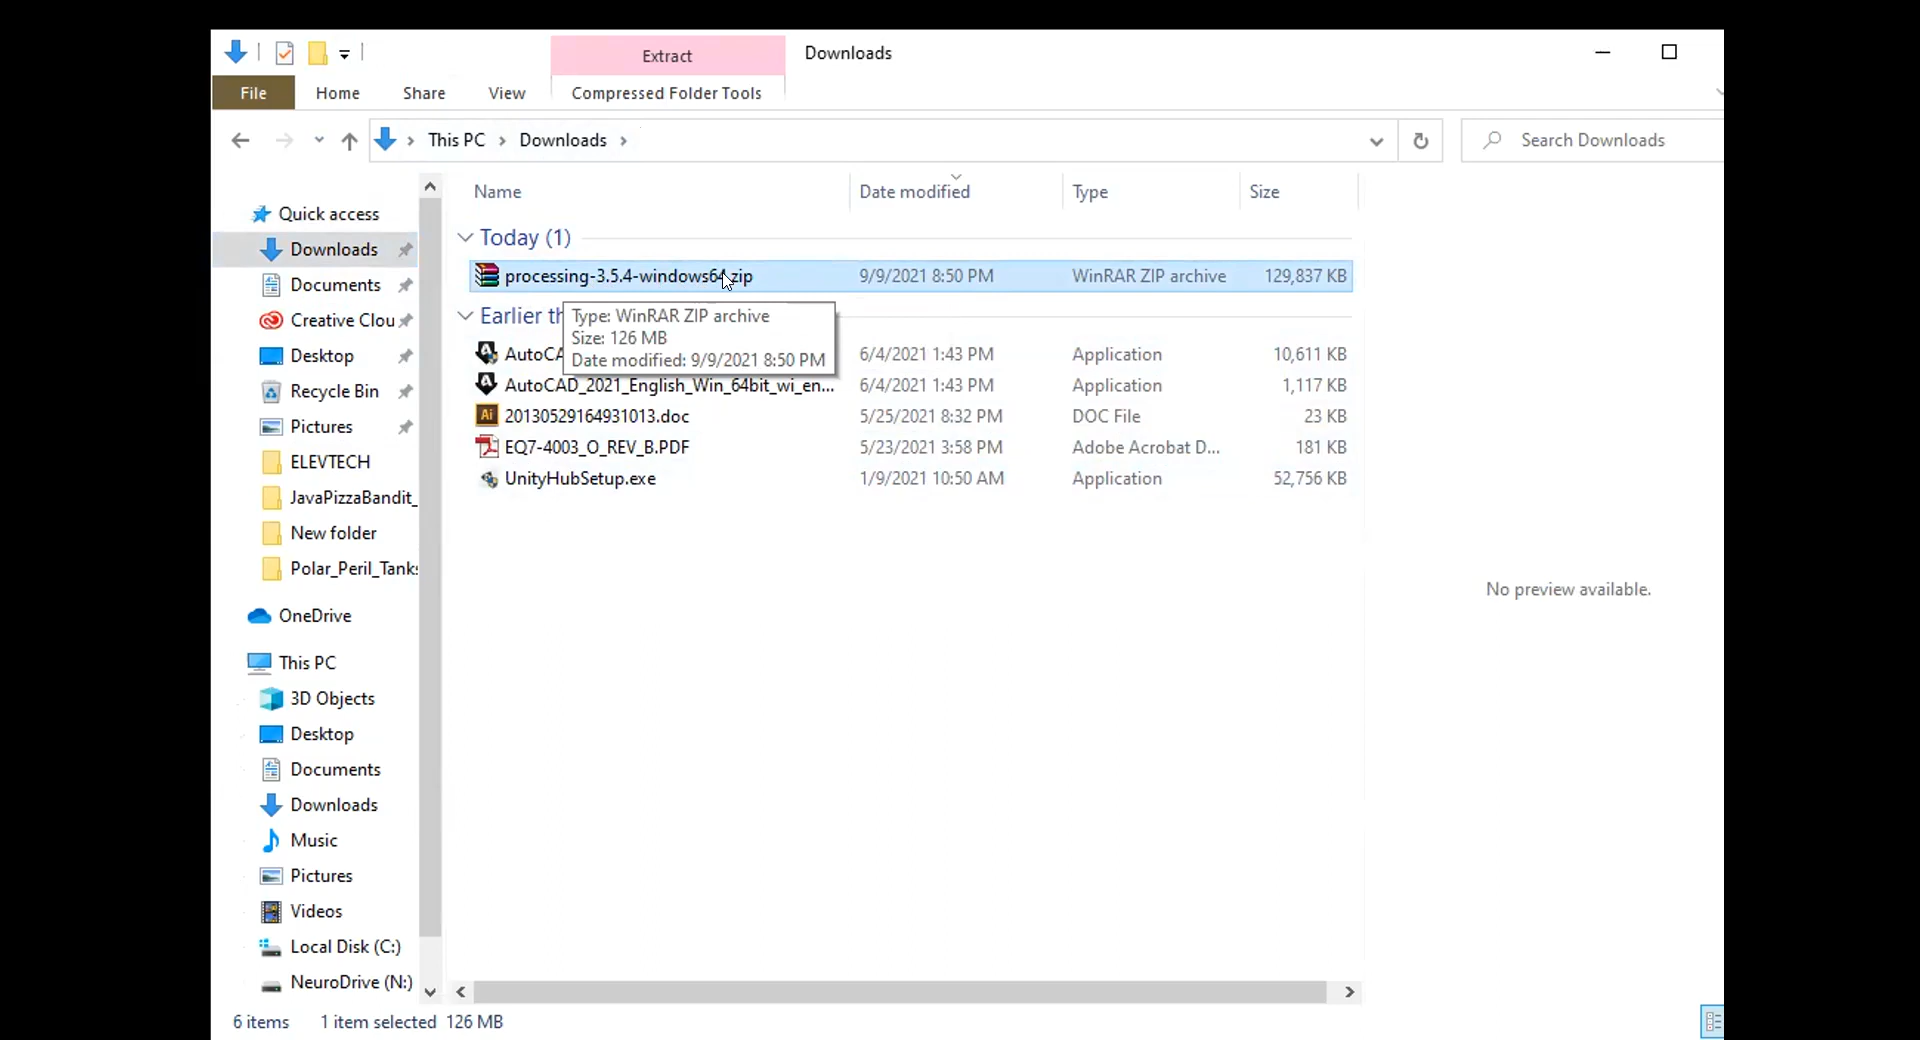 Extract
Downloads
File
Home
Share
View
Compressed Folder Tools
This PC
Downloads
Search Downloads
Name
Date modified
Type
Size
Quick access
Downloads
Documents
Creative Clou
Desktop
Recycle Bin
Pictures
ELEVTECH
JavaPizzaBandit_
New folder
Polar_Peril_Tank
OneDrive
This PC
3D Objects
Desktop
Documents
Downloads
Music
Pictures
Videos
Local Disk (C:)
NeuroDrive (N:)
Today (1)
processing-3.5.4-windows64.zip 9/9/2021 8:50 PM WinRAR ZIP archive 129,837 KB
Earlier th
Type: WinRAR ZIP archive
Size: 126 MB
Date modified: 9/9/2021 8:50 PM
AutoCA 6/4/2021 1:43 PM Application 10,611 KB
AutoCAD_2021_English_Win_64bit_wi_en... 6/4/2021 1:43 PM Application 1,117 KB
Ai 20130529164931013.doc 5/25/2021 8:32 PM DOC File 23 KB
EQ7-4003_O_REV_B.PDF 5/23/2021 3:58 PM Adobe Acrobat D... 181 KB
UnityHubSetup.exe 1/9/2021 10:50 AM Application 52,756 KB
No preview available.
6 items 1 item selected 126 MB